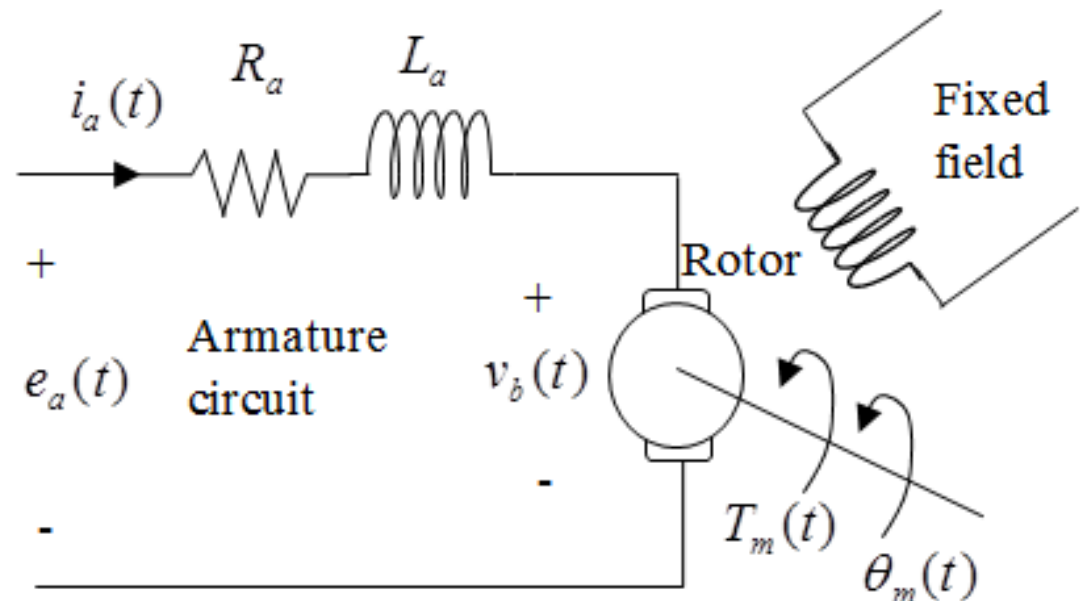 R_a
L_a
i_a(t)
Fixed
field
+
Rotor
+
Armature
circuit
e_a(t)
v_b(t)
-
-
T_m(t)
θ_m(t)